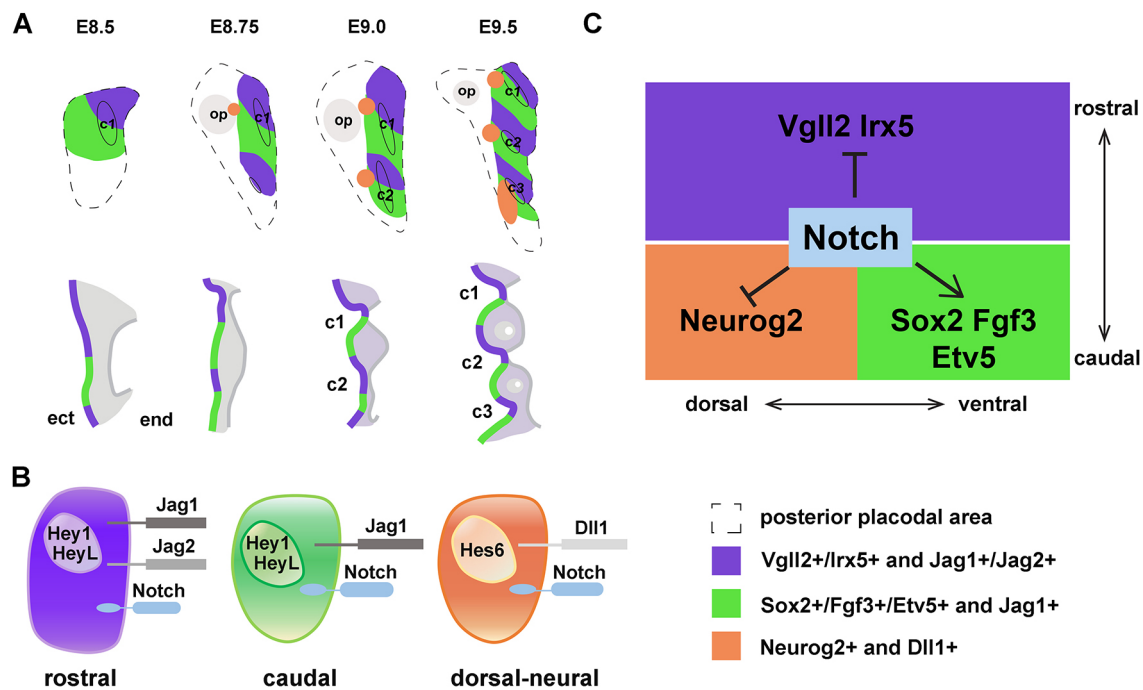 A
E8.5
E8.75
E9.0
E9.5
c1
op
c1
op
c1
c2
op
c1
c2
c3
ect
end
c1
c2
c1
c2
c3
B
Hey1
HeyL
Jag1
Jag2
Notch
rostral
Hey1
HeyL
Jag1
Notch
caudal
Hes6
Dll1
Notch
dorsal-neural
C
Vgll2 Irx5
Notch
Neurog2
Sox2 Fgf3
Etv5
rostral
caudal
dorsal
ventral
posterior placodal area
Vgll2+/Irx5+ and Jag1+/Jag2+
Sox2+/Fgf3+/Etv5+ and Jag1+
Neurog2+ and Dll1+